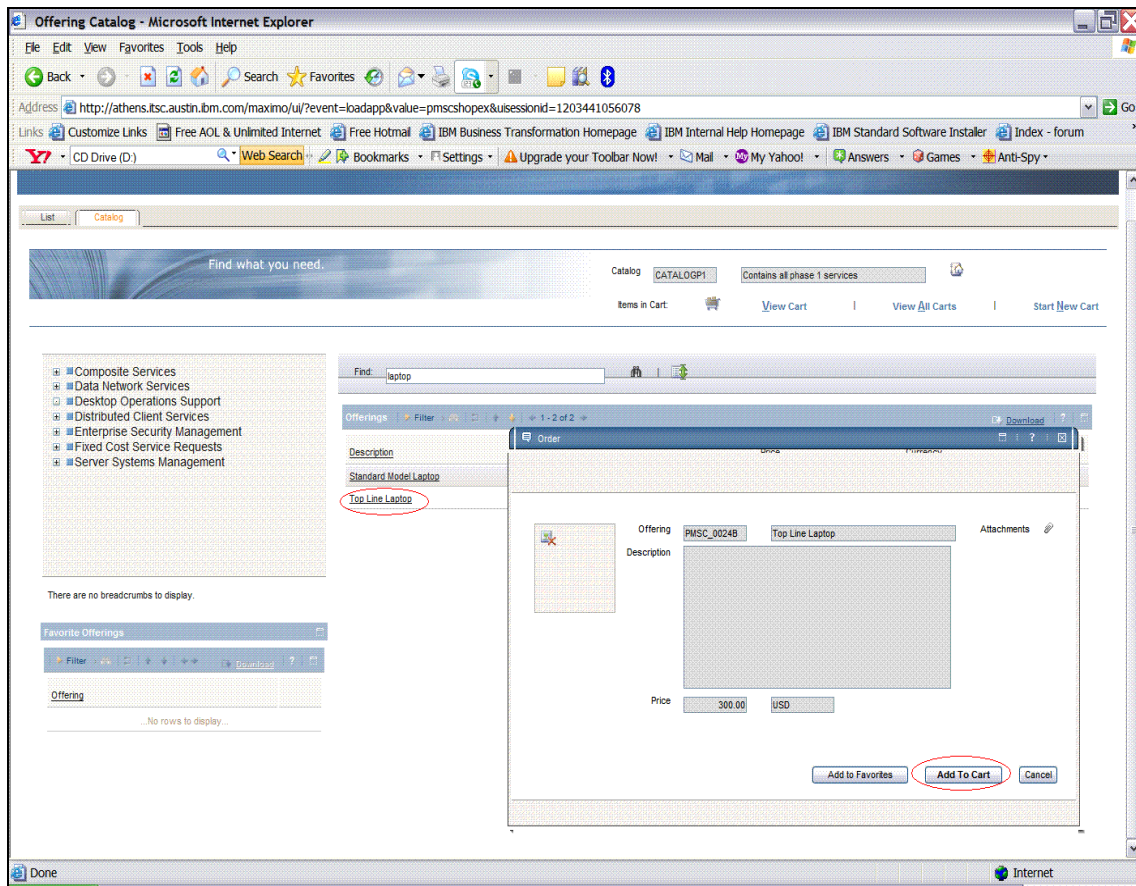 Offering Catalog - Microsoft Internet Explorer
File Edit View Favorites Tools Help
Back Search Favorites
Address http://athens.itsc.austin.ibm.com/maximo/ui/?event=loadapp&value=pmscshopex&uisessionid=1203441056078 Go
Links Customize Links Free AOL & Unlimited Internet Free Hotmail IBM Business Transformation Homepage IBM Internal Help Homepage IBM Standard Software Installer Index - forum
Y! CD Drive (D:) Web Search Bookmarks Settings Upgrade your Toolbar Now! Mail My Yahoo! Answers Games Anti-Spy
List Catalog
Find what you need.
Catalog CATALOGP1 Contains all phase 1 services
Items in Cart: View Cart | View All Carts | Start New Cart
Composite Services
Data Network Services
Desktop Operations Support
Distributed Client Services
Enterprise Security Management
Fixed Cost Service Requests
Server Systems Management
There are no breadcrumbs to display.
Favorite Offerings
Filter Download ?
Offering
...No rows to display...
Find: laptop
Offerings Filter 1 - 2 of 2 Download ?
Description
Standard Model Laptop
Top Line Laptop
Order ?
Offering PMSC_0024B Top Line Laptop Attachments
Description
Price 300.00 USD
Add to Favorites Add To Cart Cancel
Done Internet